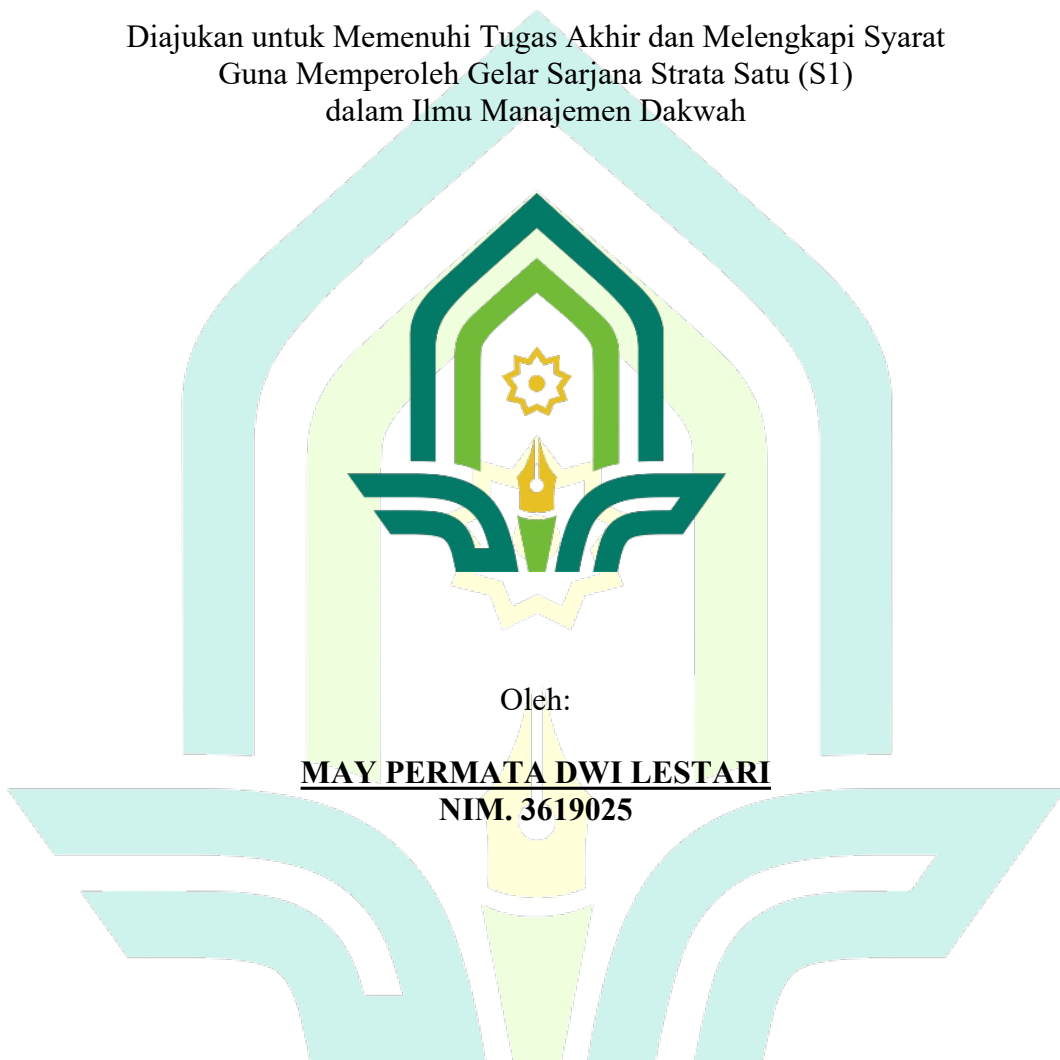 Diajukan untuk Memenuhi Tugas Akhir dan Melengkapi Syarat
Guna Memperoleh Gelar Sarjana Strata Satu (S1)
dalam Ilmu Manajemen Dakwah
Oleh:
MAY PERMATA DWI LESTARI
NIM. 3619025